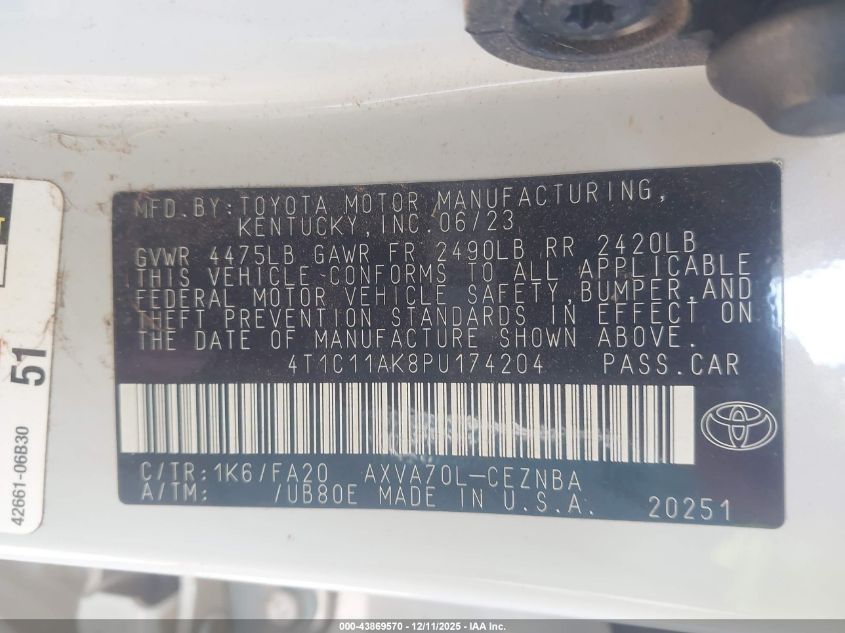 MFD.BY:TOYOTA MOTOR MANUFACTURING,
KENTUCKY,INC.06/23
GVWR 4475LB GAWR FR 2490LB RR 2420LB
THIS VEHICLE CONFORMS TO ALL APPLICABLE
FEDERAL MOTOR VEHICLE SAFETY,BUMPER,AND
THEFT PREVENTION STANDARDS IN EFFECT ON
THE DATE OF MANUFACTURE SHOWN ABOVE.
4T1C11AK8PU174204 PASS.CAR
C/TR:1K6/FA20 AXVA70L-CEZNBA
A/TM: /UB80E MADE IN U.S.A. 20251
42661-06B30
51
000-43869570 - 12/11/2025 - IAA Inc.